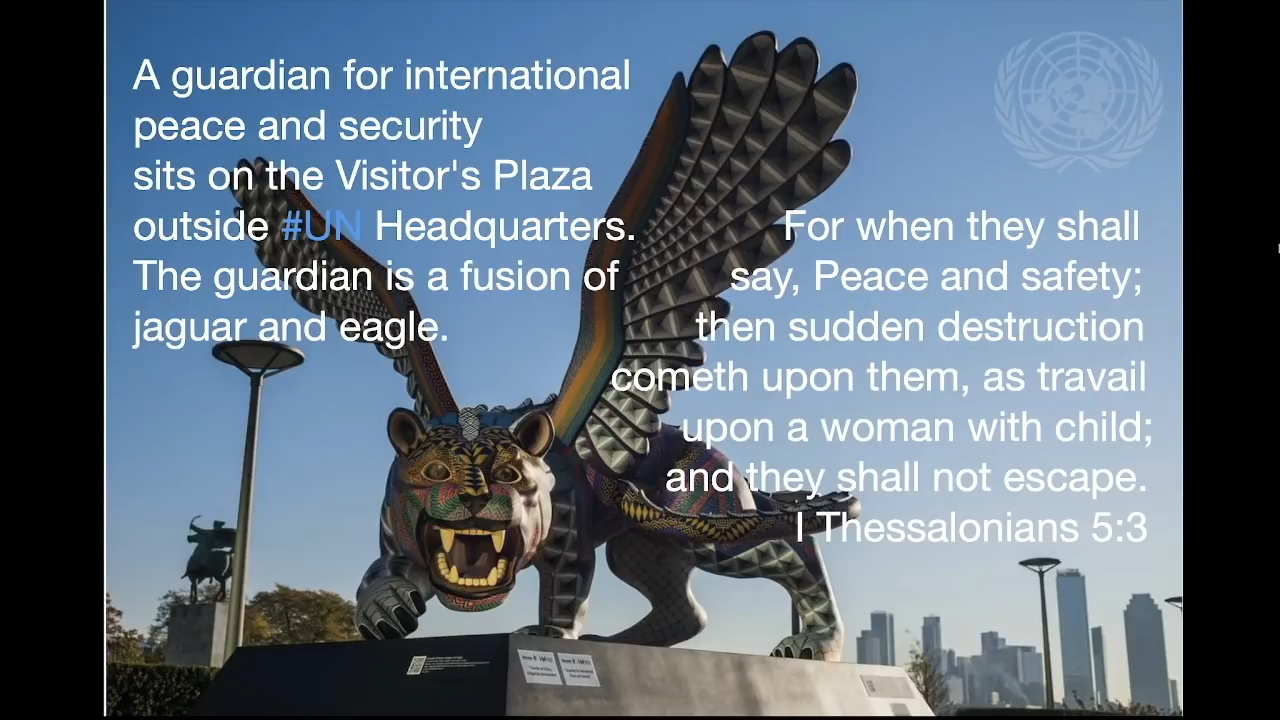 A guardian for international
peace and security
sits on the Visitor's Plaza
outside #UN Headquarters.
The guardian is a fusion of
jaguar and eagle.
For when they shall
say, Peace and safety;
then sudden destruction
cometh upon them, as travail
upon a woman with child;
and they shall not escape.
I Thessalonians 5:3